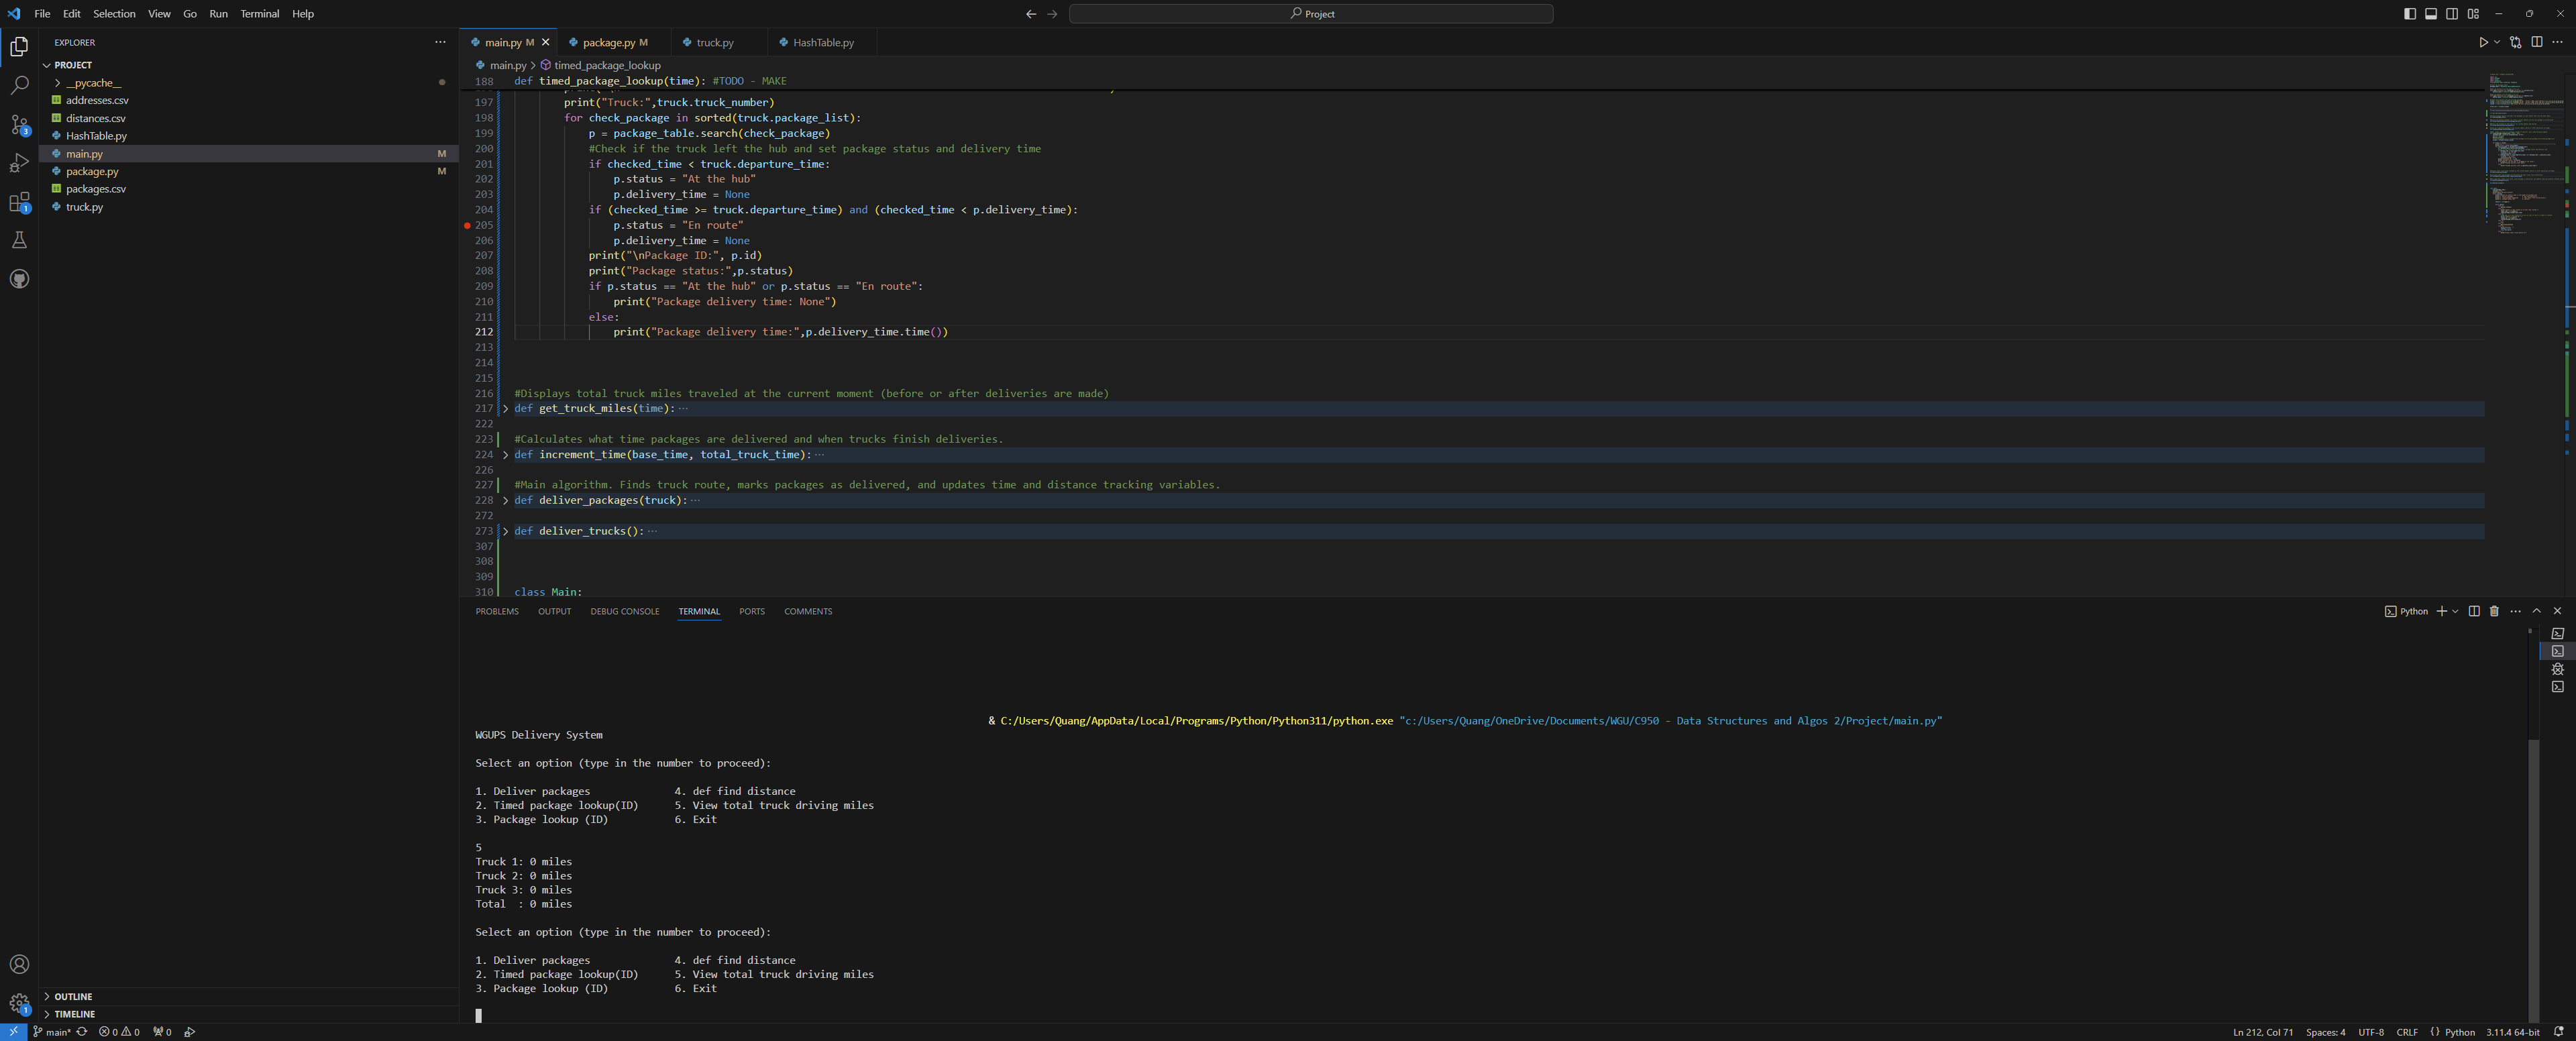 File Edit Selection View Go Run Terminal Help
Project
EXPLORER
PROJECT
__pycache__
addresses.csv
distances.csv
HashTable.py
main.py M
package.py M
packages.csv
truck.py
OUTLINE
TIMELINE
3
1
1
main.py M
package.py M
truck.py
HashTable.py
main.py > timed_package_lookup
188 def timed_package_lookup(time): #TODO - MAKE
197 print("Truck:",truck.truck_number)
198 for check_package in sorted(truck.package_list):
199 p = package_table.search(check_package)
200 #Check if the truck left the hub and set package status and delivery time
201 if checked_time < truck.departure_time:
202 p.status = "At the hub"
203 p.delivery_time = None
204 if (checked_time >= truck.departure_time) and (checked_time < p.delivery_time):
205 p.status = "En route"
206 p.delivery_time = None
207 print("\nPackage ID:", p.id)
208 print("Package status:",p.status)
209 if p.status == "At the hub" or p.status == "En route":
210 print("Package delivery time: None")
211 else:
212 print("Package delivery time:",p.delivery_time.time())
213
214
215
216 #Displays total truck miles traveled at the current moment (before or after deliveries are made)
217 def get_truck_miles(time): ···
222
223 #Calculates what time packages are delivered and when trucks finish deliveries.
224 def increment_time(base_time, total_truck_time): ···
226
227 #Main algorithm. Finds truck route, marks packages as delivered, and updates time and distance tracking variables.
228 def deliver_packages(truck): ···
272
273 def deliver_trucks(): ···
307
308
309
310 class Main:
PROBLEMS OUTPUT DEBUG CONSOLE TERMINAL PORTS COMMENTS
Python
& C:/Users/Quang/AppData/Local/Programs/Python/Python311/python.exe "c:/Users/Quang/OneDrive/Documents/WGU/C950 - Data Structures and Algos 2/Project/main.py"
WGUPS Delivery System
Select an option (type in the number to proceed):
1. Deliver packages 4. def find distance
2. Timed package lookup(ID) 5. View total truck driving miles
3. Package lookup (ID) 6. Exit
5
Truck 1: 0 miles
Truck 2: 0 miles
Truck 3: 0 miles
Total : 0 miles
Select an option (type in the number to proceed):
1. Deliver packages 4. def find distance
2. Timed package lookup(ID) 5. View total truck driving miles
3. Package lookup (ID) 6. Exit
main* 0 0 0
Ln 212, Col 71 Spaces: 4 UTF-8 CRLF Python 3.11.4 64-bit